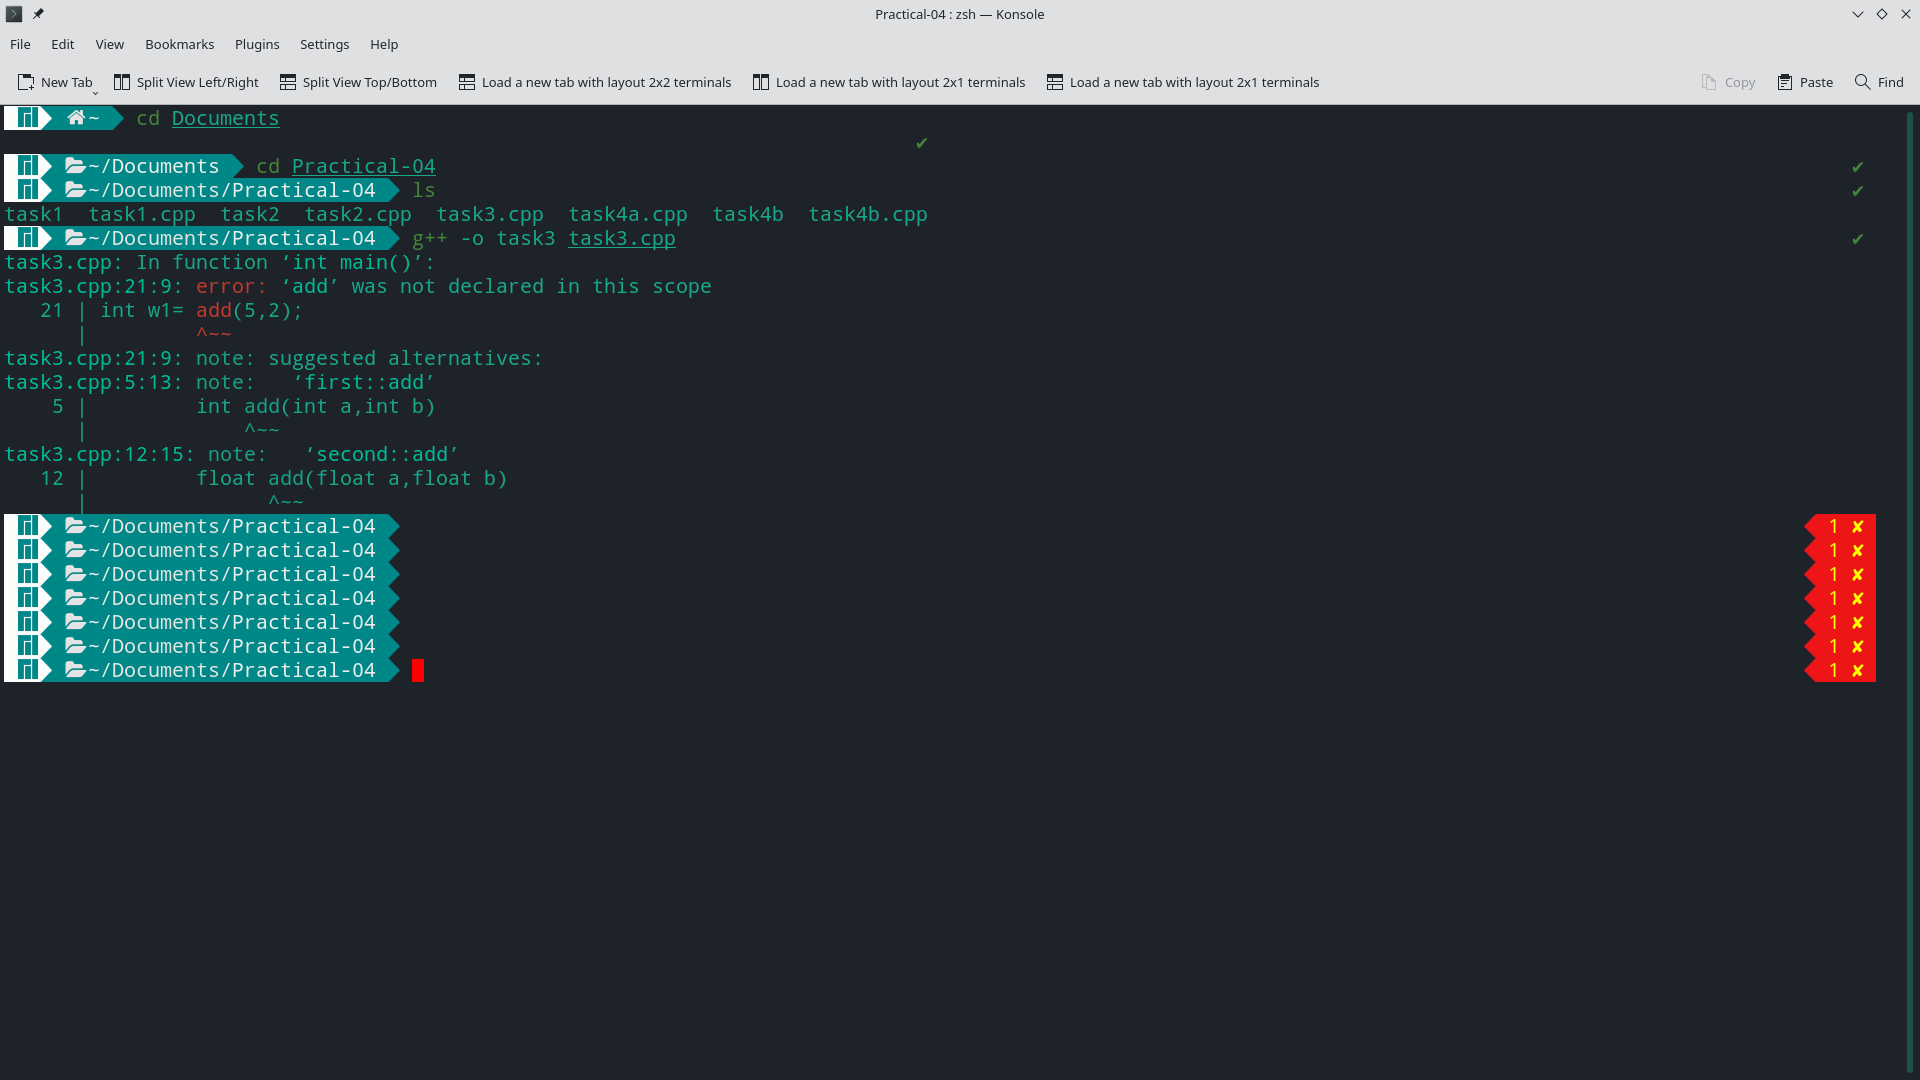 Practical-04 : zsh — Konsole
File Edit View Bookmarks Plugins Settings Help
New Tab Split View Left/Right Split View Top/Bottom Load a new tab with layout 2x2 terminals Load a new tab with layout 2x1 terminals Load a new tab with layout 2x1 terminals Copy Paste Find
~ cd Documents
✔
~/Documents cd Practical-04 ✔
~/Documents/Practical-04 ls ✔
task1 task1.cpp task2 task2.cpp task3.cpp task4a.cpp task4b task4b.cpp
~/Documents/Practical-04 g++ -o task3 task3.cpp ✔
task3.cpp: In function ‘int main()’:
task3.cpp:21:9: error: ‘add’ was not declared in this scope
21 | int w1= add(5,2);
| ^~~
task3.cpp:21:9: note: suggested alternatives:
task3.cpp:5:13: note: ‘first::add’
5 | int add(int a,int b)
| ^~~
task3.cpp:12:15: note: ‘second::add’
12 | float add(float a,float b)
| ^~~
~/Documents/Practical-04 1 ✘
~/Documents/Practical-04 1 ✘
~/Documents/Practical-04 1 ✘
~/Documents/Practical-04 1 ✘
~/Documents/Practical-04 1 ✘
~/Documents/Practical-04 1 ✘
~/Documents/Practical-04 1 ✘